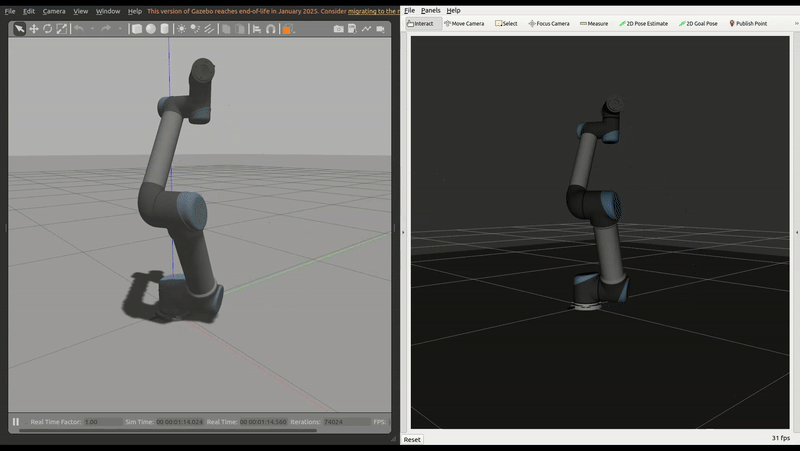 File Edit Camera View Window Help This version of Gazebo reaches end-of-life in January 2025. Consider migrating to the n
File Panels Help
Interact Move Camera Select Focus Camera Measure 2D Pose Estimate 2D Goal Pose Publish Point
Real Time Factor: 1.00 Sim Time: 00 00:01:14.024 Real Time: 00 00:01:14.560 Iterations: 74024 FPS:
Reset 31 fps